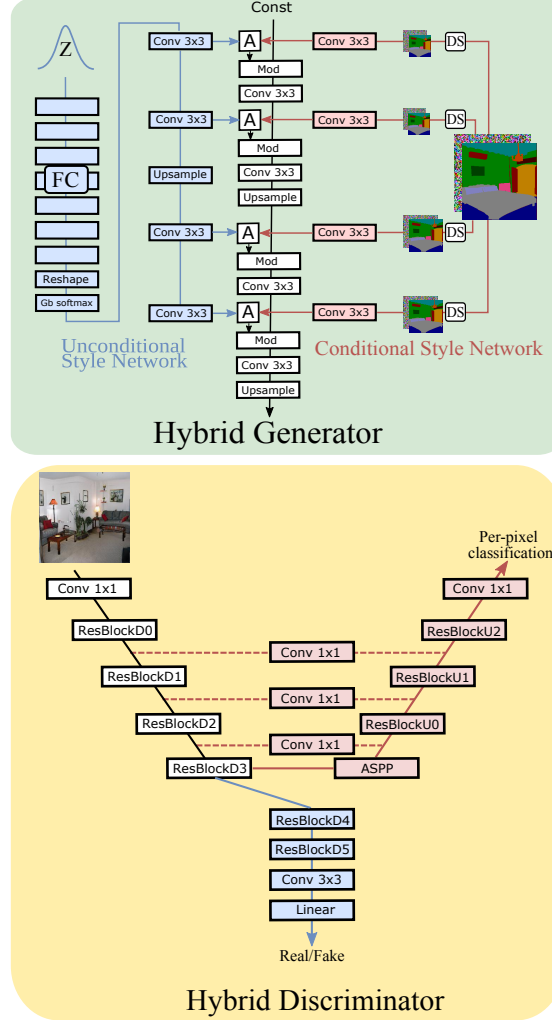 Const
Z
Conv 3x3
A
Conv 3x3
DS
Mod
Conv 3x3
Conv 3x3
A
Conv 3x3
DS
Mod
FC
Upsample
Conv 3x3
Upsample
Conv 3x3
A
Conv 3x3
DS
Mod
Reshape
Conv 3x3
Gb softmax
Conv 3x3
A
Conv 3x3
DS
Unconditional
Style Network
Mod
Conditional Style Network
Conv 3x3
Upsample
Hybrid Generator
Per-pixel
classification
Conv 1x1
Conv 1x1
ResBlockD0
ResBlockU2
Conv 1x1
ResBlockD1
ResBlockU1
Conv 1x1
ResBlockD2
ResBlockU0
Conv 1x1
ResBlockD3
ASPP
ResBlockD4
ResBlockD5
Conv 3x3
Linear
Real/Fake
Hybrid Discriminator